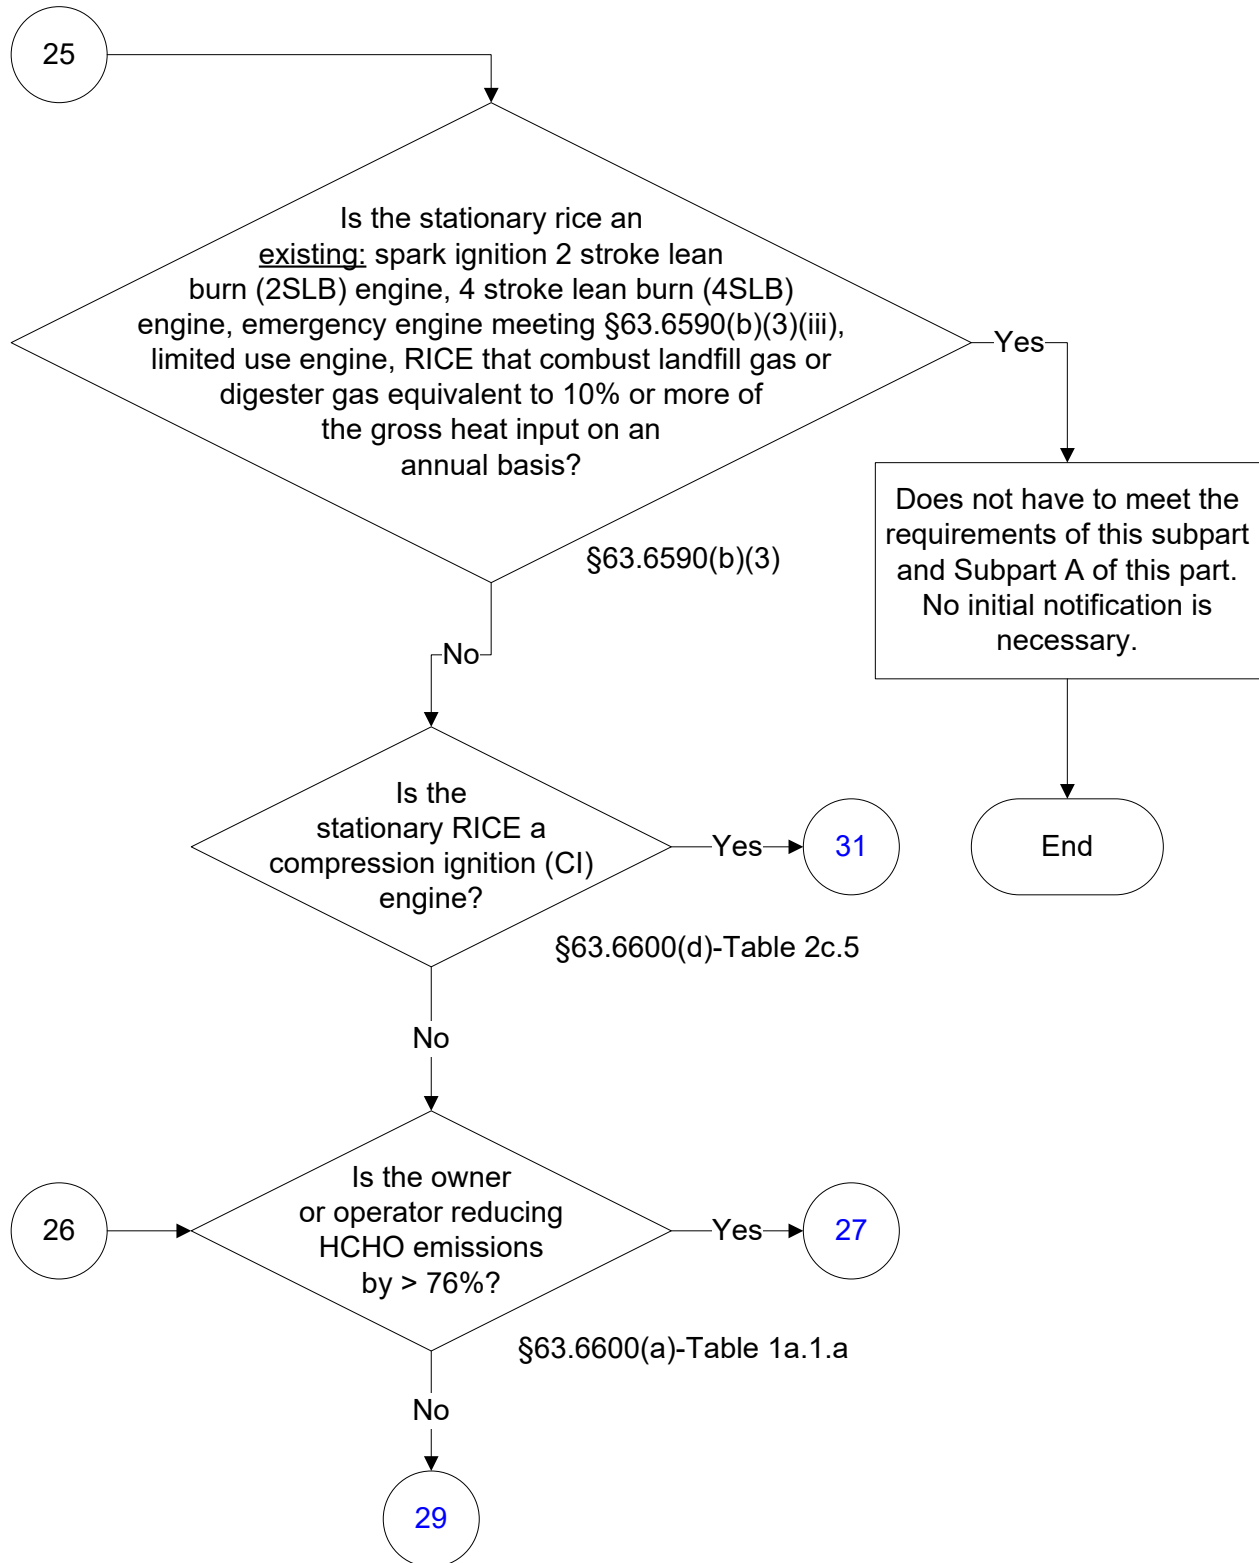 25
Is the stationary rice an
existing: spark ignition 2 stroke lean
burn (2SLB) engine, 4 stroke lean burn (4SLB)
engine, emergency engine meeting §63.6590(b)(3)(iii),
limited use engine, RICE that combust landfill gas or
digester gas equivalent to 10% or more of
the gross heat input on an
annual basis?
Yes
§63.6590(b)(3)
Does not have to meet the
requirements of this subpart
and Subpart A of this part.
No initial notification is
necessary.
End
No
Is the
stationary RICE a
compression ignition (CI)
engine?
Yes
31
§63.6600(d)-Table 2c.5
No
26
Is the owner
or operator reducing
HCHO emissions
by > 76%?
Yes
27
§63.6600(a)-Table 1a.1.a
No
29